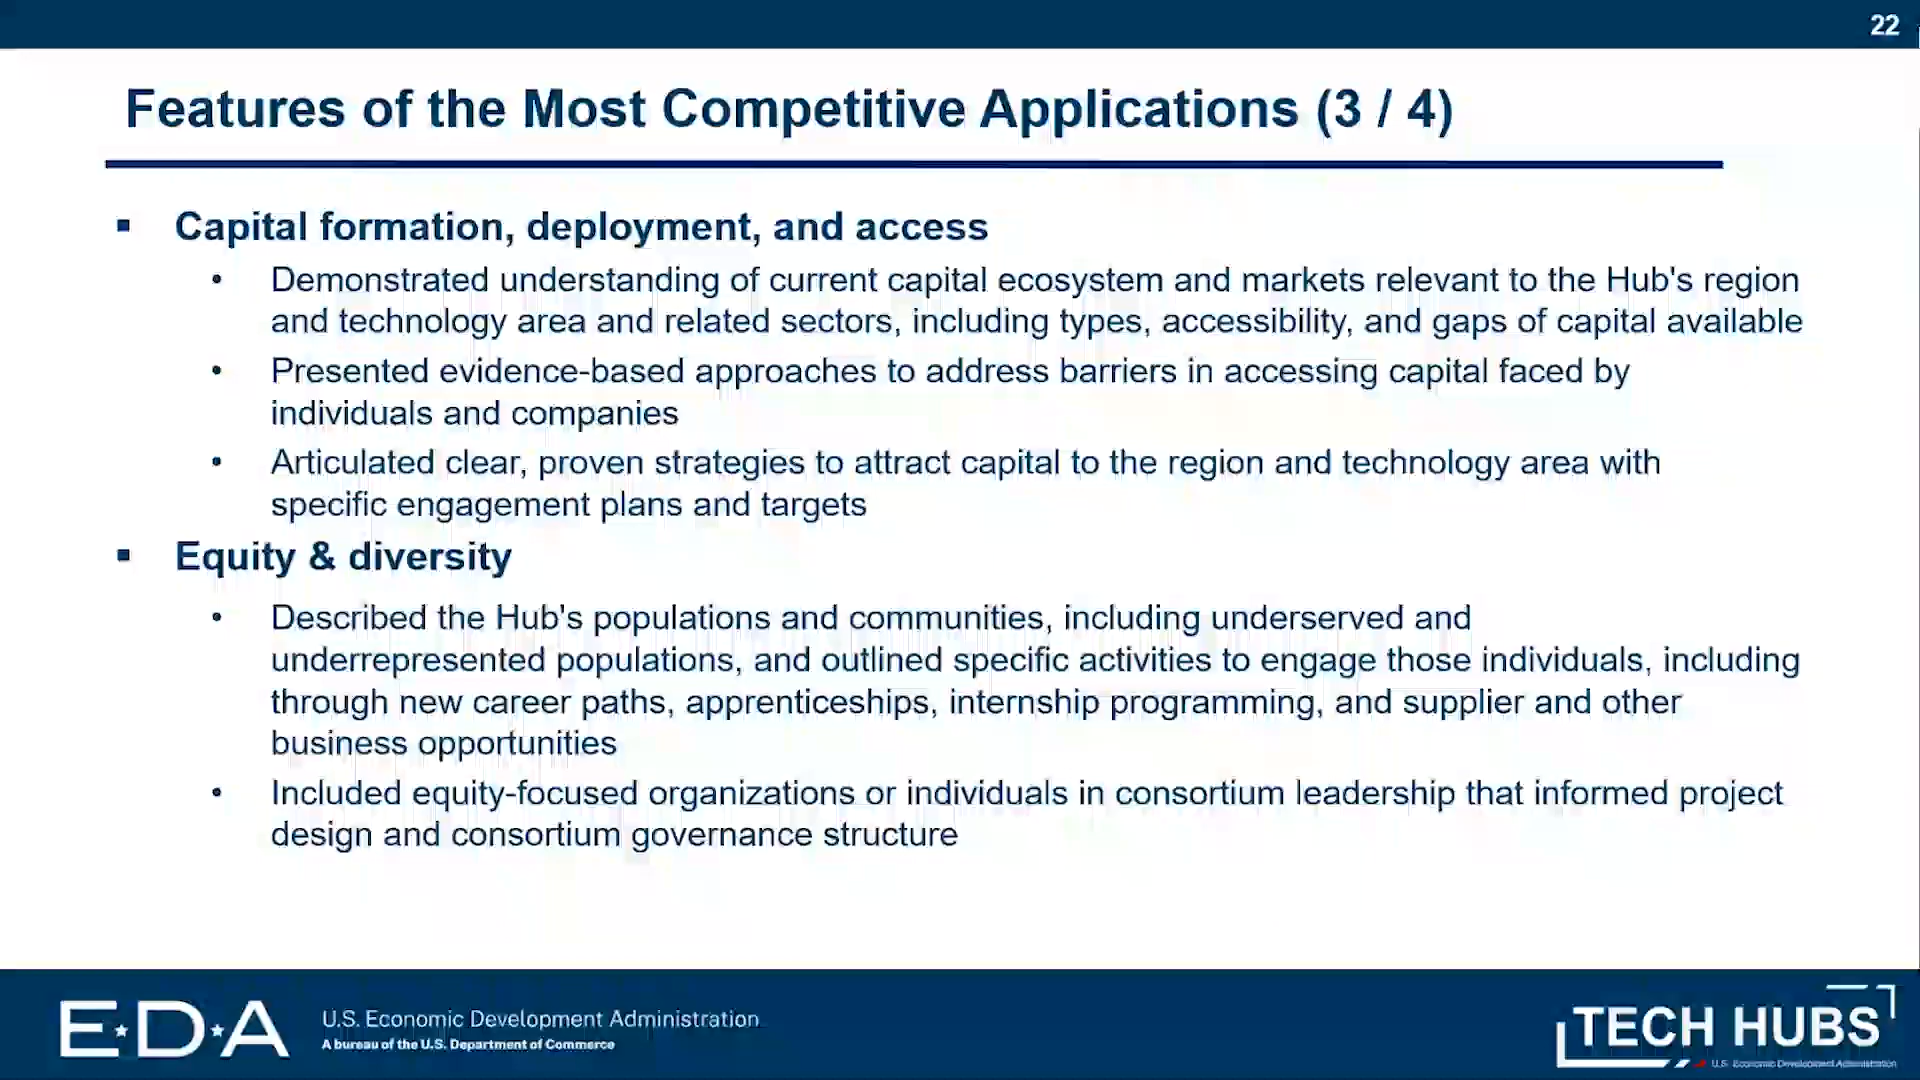 22
Features of the Most Competitive Applications (3 / 4)
▪ Capital formation, deployment, and access
• Demonstrated understanding of current capital ecosystem and markets relevant to the Hub's region
and technology area and related sectors, including types, accessibility, and gaps of capital available
• Presented evidence-based approaches to address barriers in accessing capital faced by
individuals and companies
• Articulated clear, proven strategies to attract capital to the region and technology area with
specific engagement plans and targets
▪ Equity & diversity
• Described the Hub's populations and communities, including underserved and
underrepresented populations, and outlined specific activities to engage those individuals, including
through new career paths, apprenticeships, internship programming, and supplier and other
business opportunities
• Included equity-focused organizations or individuals in consortium leadership that informed project
design and consortium governance structure
E★D★A
U.S. Economic Development Administration
A bureau of the U.S. Department of Commerce
TECH HUBS
U.S. Economic Development Administration